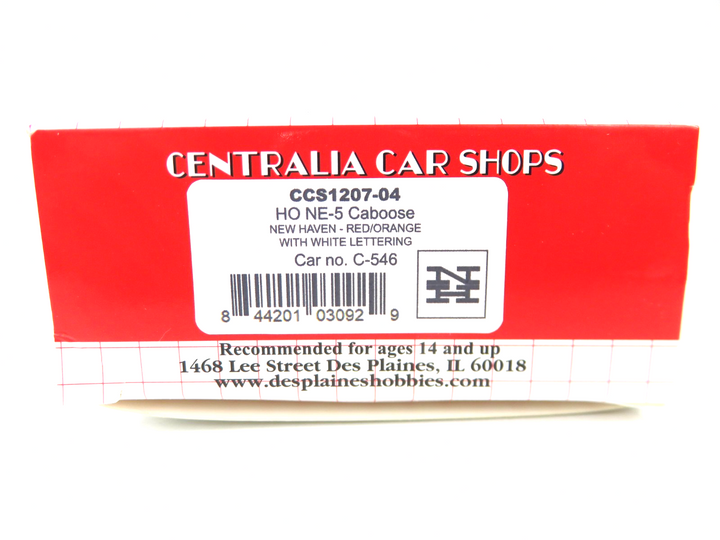 CENTRALIA CAR SHOPS
CCS1207-04
HO NE-5 Caboose
NEW HAVEN - RED/ORANGE
WITH WHITE LETTERING
Car no. C-546
NH
8 44201 03092 9
Recommended for ages 14 and up
1468 Lee Street Des Plaines, IL 60018
www.desplaineshobbies.com